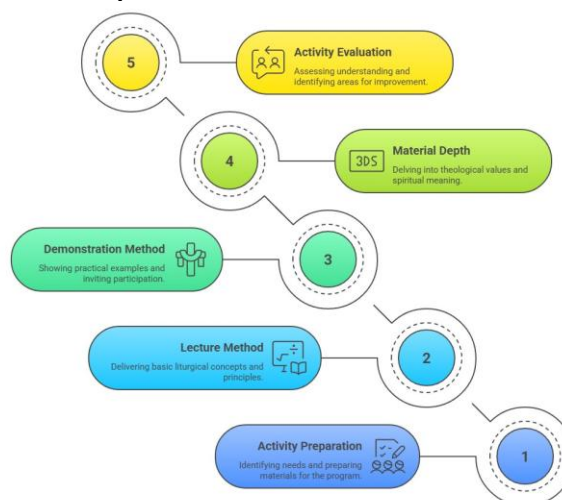 5
Activity Evaluation
Assessing understanding and
identifying areas for improvement.
4
3DS
Material Depth
Delving into theological values and
spiritual meaning.
Demonstration Method
Showing practical examples and
inviting participation.
3
Lecture Method
Delivering basic liturgical concepts and
principles.
2
Activity Preparation
Identifying needs and preparing
materials for the program.
1